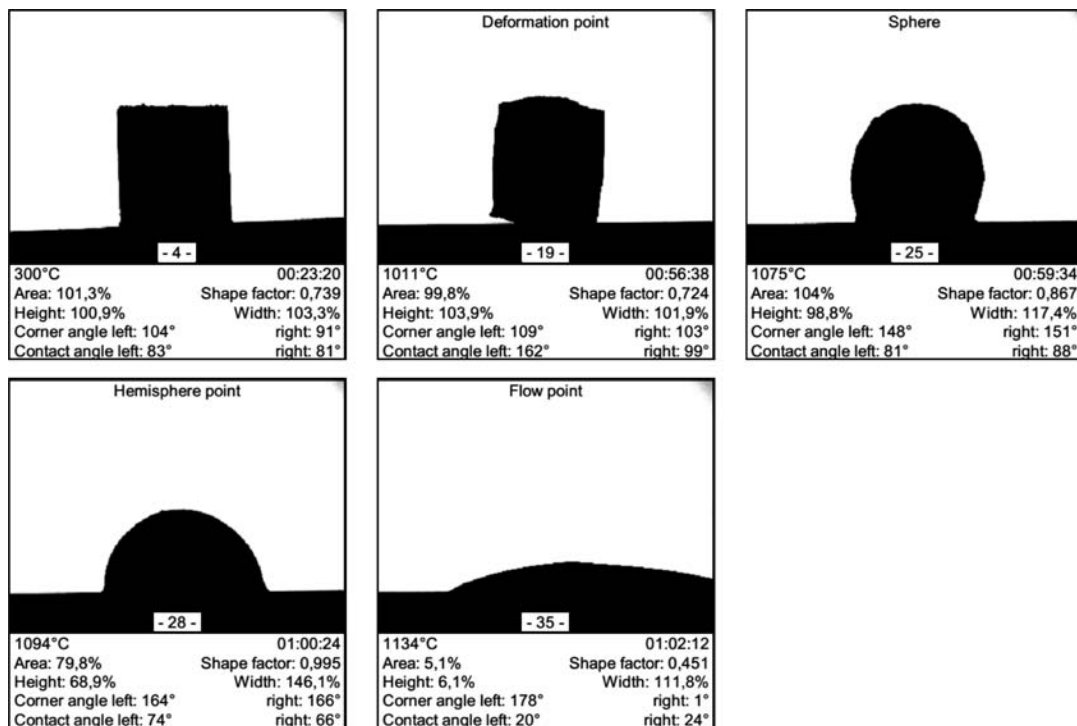 - 4 -
300°C 00:23:20
Area: 101,3% Shape factor: 0,739
Height: 100,9% Width: 103,3%
Corner angle left: 104° right: 91°
Contact angle left: 83° right: 81°
Deformation point
- 19 -
1011°C 00:56:38
Area: 99,8% Shape factor: 0,724
Height: 103,9% Width: 101,9%
Corner angle left: 109° right: 103°
Contact angle left: 162° right: 99°
Sphere
- 25 -
1075°C 00:59:34
Area: 104% Shape factor: 0,867
Height: 98,8% Width: 117,4%
Corner angle left: 148° right: 151°
Contact angle left: 81° right: 88°
Hemisphere point
- 28 -
1094°C 01:00:24
Area: 79,8% Shape factor: 0,995
Height: 68,9% Width: 146,1%
Corner angle left: 164° right: 166°
Contact angle left: 74° right: 66°
Flow point
- 35 -
1134°C 01:02:12
Area: 5,1% Shape factor: 0,451
Height: 6,1% Width: 111,8%
Corner angle left: 178° right: 1°
Contact angle left: 20° right: 24°